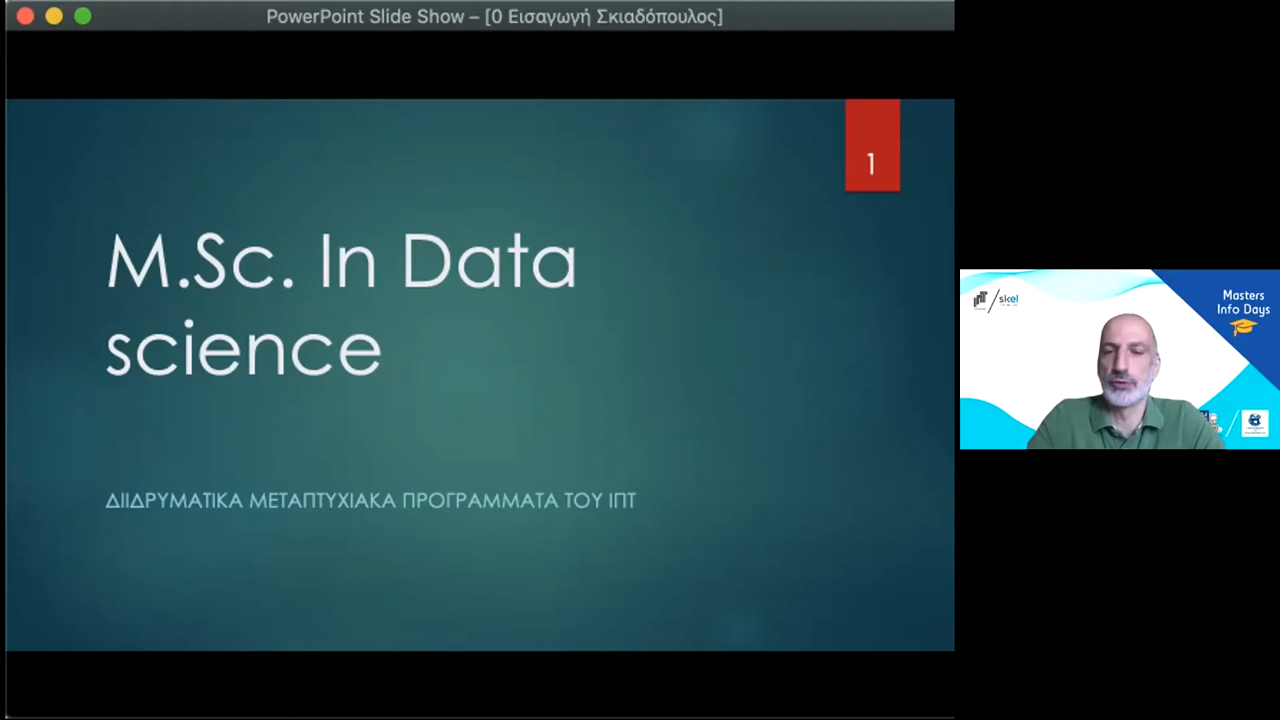 PowerPoint Slide Show – [0 Εισαγωγή Σκιαδόπουλος]
1
M.Sc. In Data
science
ΔΙΙΔΡΥΜΑΤΙΚΑ ΜΕΤΑΠΤΥΧΙΑΚΑ ΠΡΟΓΡΑΜΜΑΤΑ ΤΟΥ ΙΠΤ
skel
Masters
Info Days